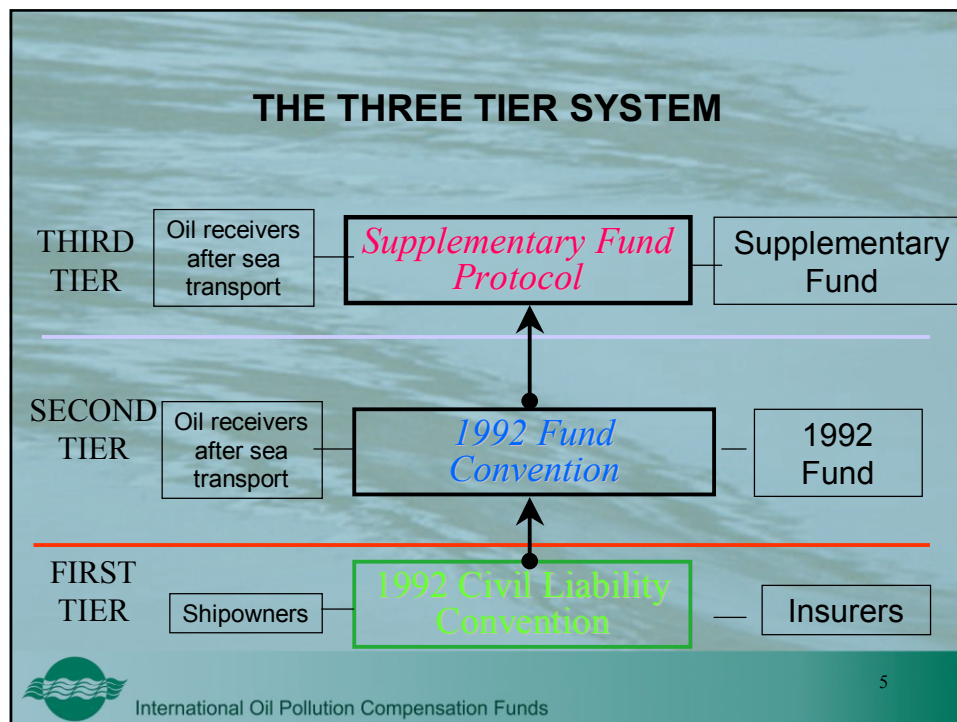 THE THREE TIER SYSTEM
THIRD
TIER
Oil receivers
after sea
transport
Supplementary Fund
Protocol
Supplementary
Fund
SECOND
TIER
Oil receivers
after sea
transport
1992 Fund
Convention
1992
Fund
FIRST
TIER
Shipowners
1992 Civil Liability
Convention
Insurers
International Oil Pollution Compensation Funds
5